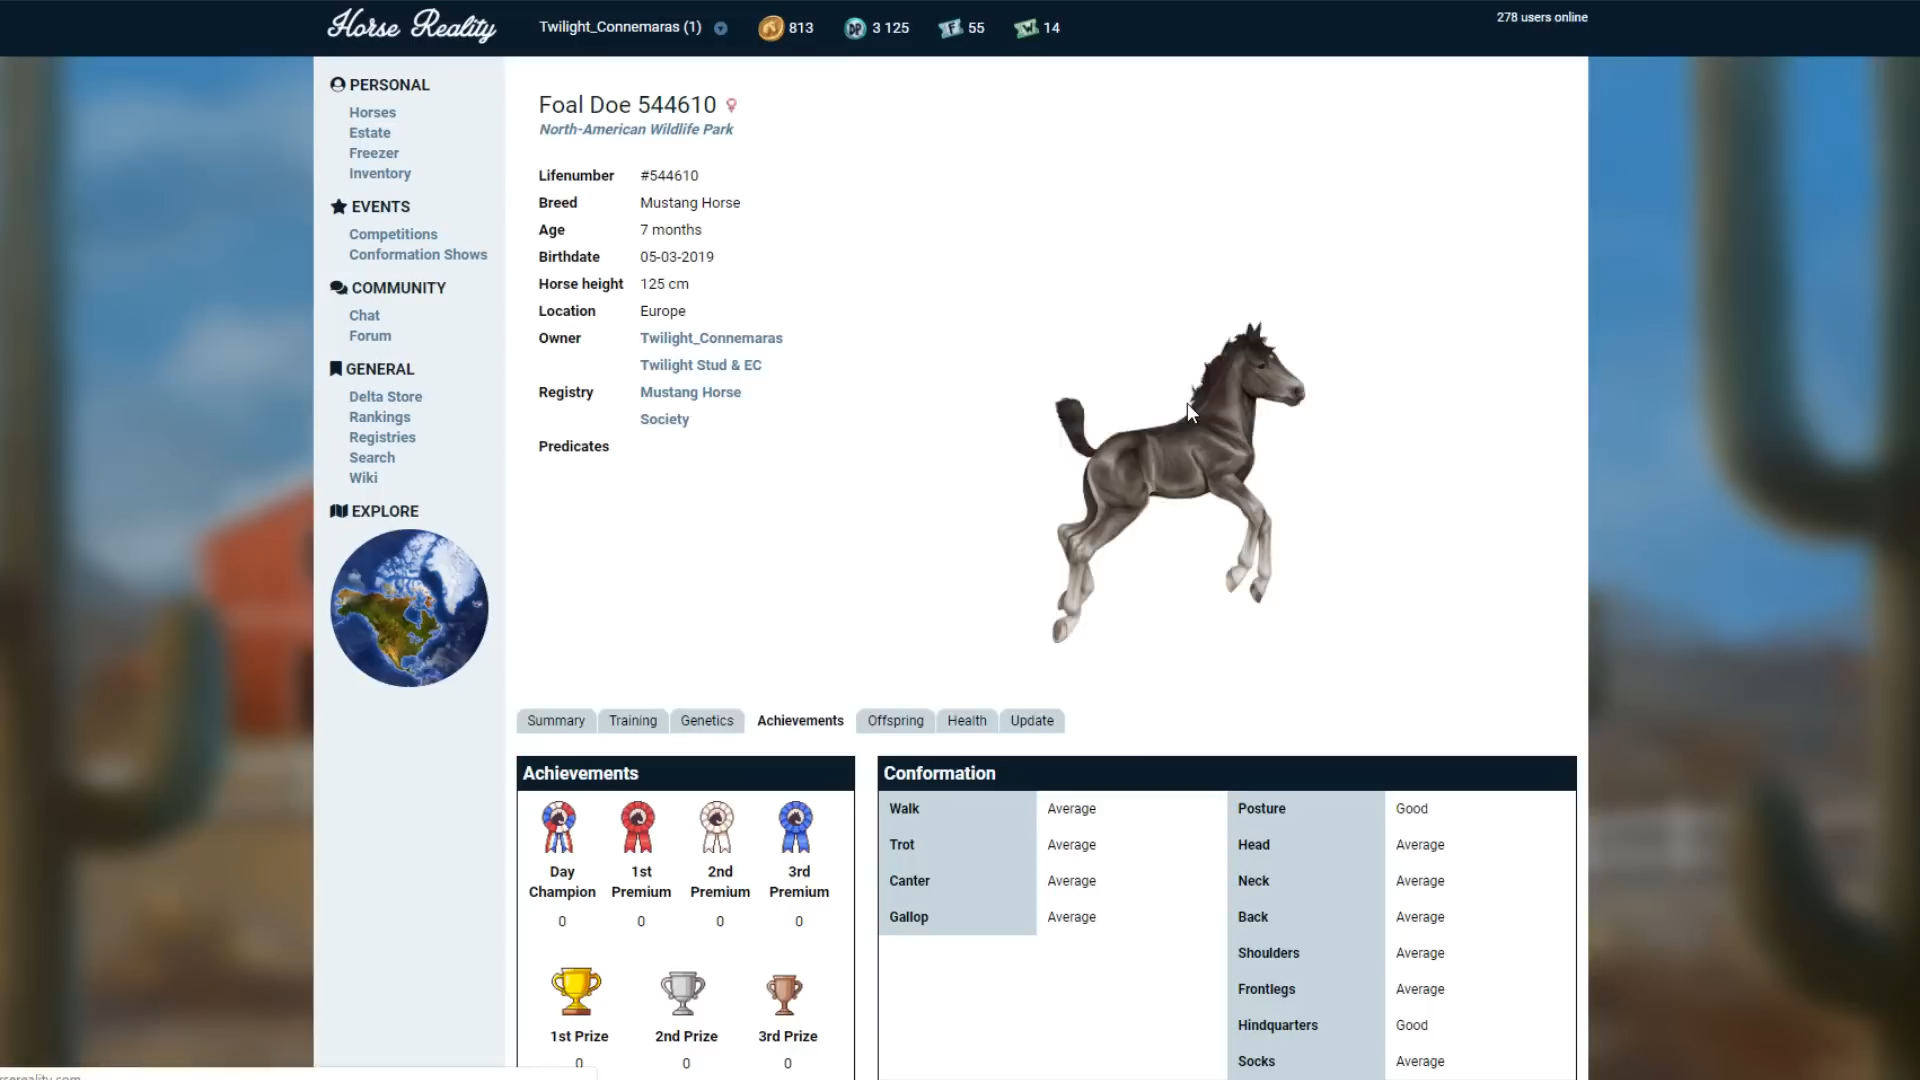 Horse Reality
Twilight_Connemaras (1)
813
DP
3 125
F
55
14
278 users online
PERSONAL
Horses
Estate
Freezer
Inventory
EVENTS
Competitions
Conformation Shows
COMMUNITY
Chat
Forum
GENERAL
Delta Store
Rankings
Registries
Search
Wiki
EXPLORE
Foal Doe 544610
North-American Wildlife Park
Lifenumber #544610
Breed Mustang Horse
Age 7 months
Birthdate 05-03-2019
Horse height 125 cm
Location Europe
Owner Twilight_Connemaras
Twilight Stud & EC
Registry Mustang Horse
Society
Predicates
Summary Training Genetics Achievements Offspring Health Update
Achievements
Day Champion
1st Premium
2nd Premium
3rd Premium
0 0 0 0
1st Prize 2nd Prize 3rd Prize
0 0 0
Conformation
Walk Average Posture Good
Trot Average Head Average
Canter Average Neck Average
Gallop Average Back Average
Shoulders Average
Frontlegs Average
Hindquarters Good
Socks Average